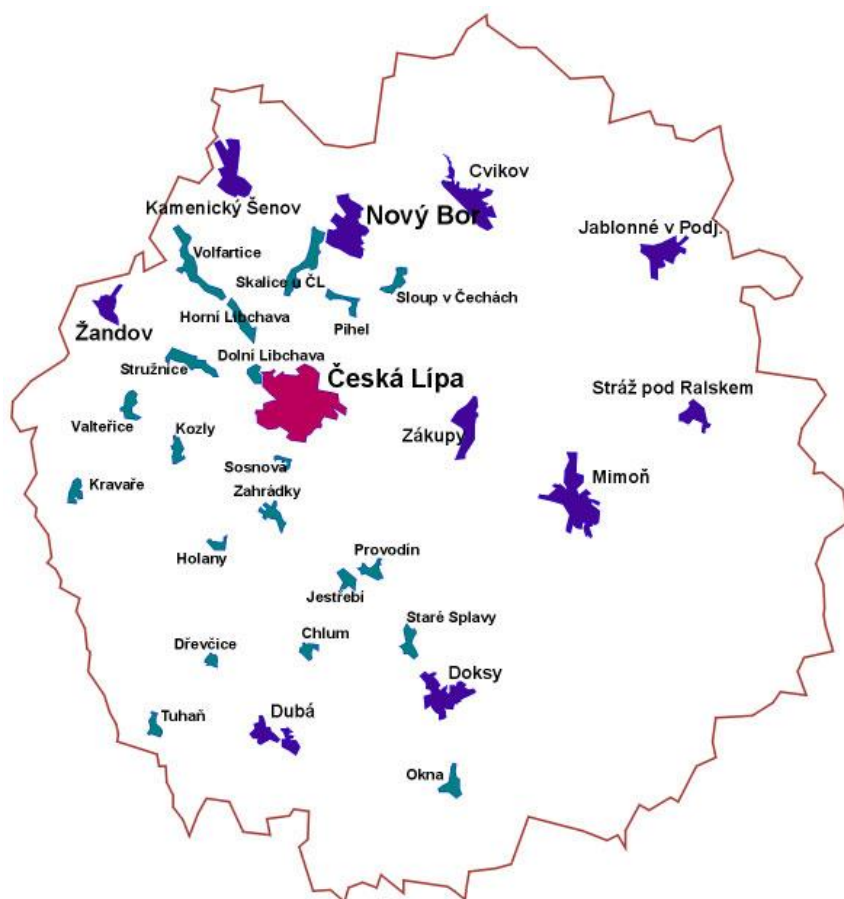 Cvikov
Kamenický Šenov
Nový Bor
Jablonné v Podj.
Volfartice
Skalice u ČL
Sloup v Čechách
Horní Libchava
Pihel
Žandov
Dolní Libchava
Stružnice
Česká Lípa
Stráž pod Ralskem
Valteřice
Kozly
Zákupy
Sosnová
Mimoň
Kravaře
Zahrádky
Holany
Provodín
Jestřebí
Staré Splavy
Chlum
Dřevčice
Doksy
Tuhaň
Dubá
Okna